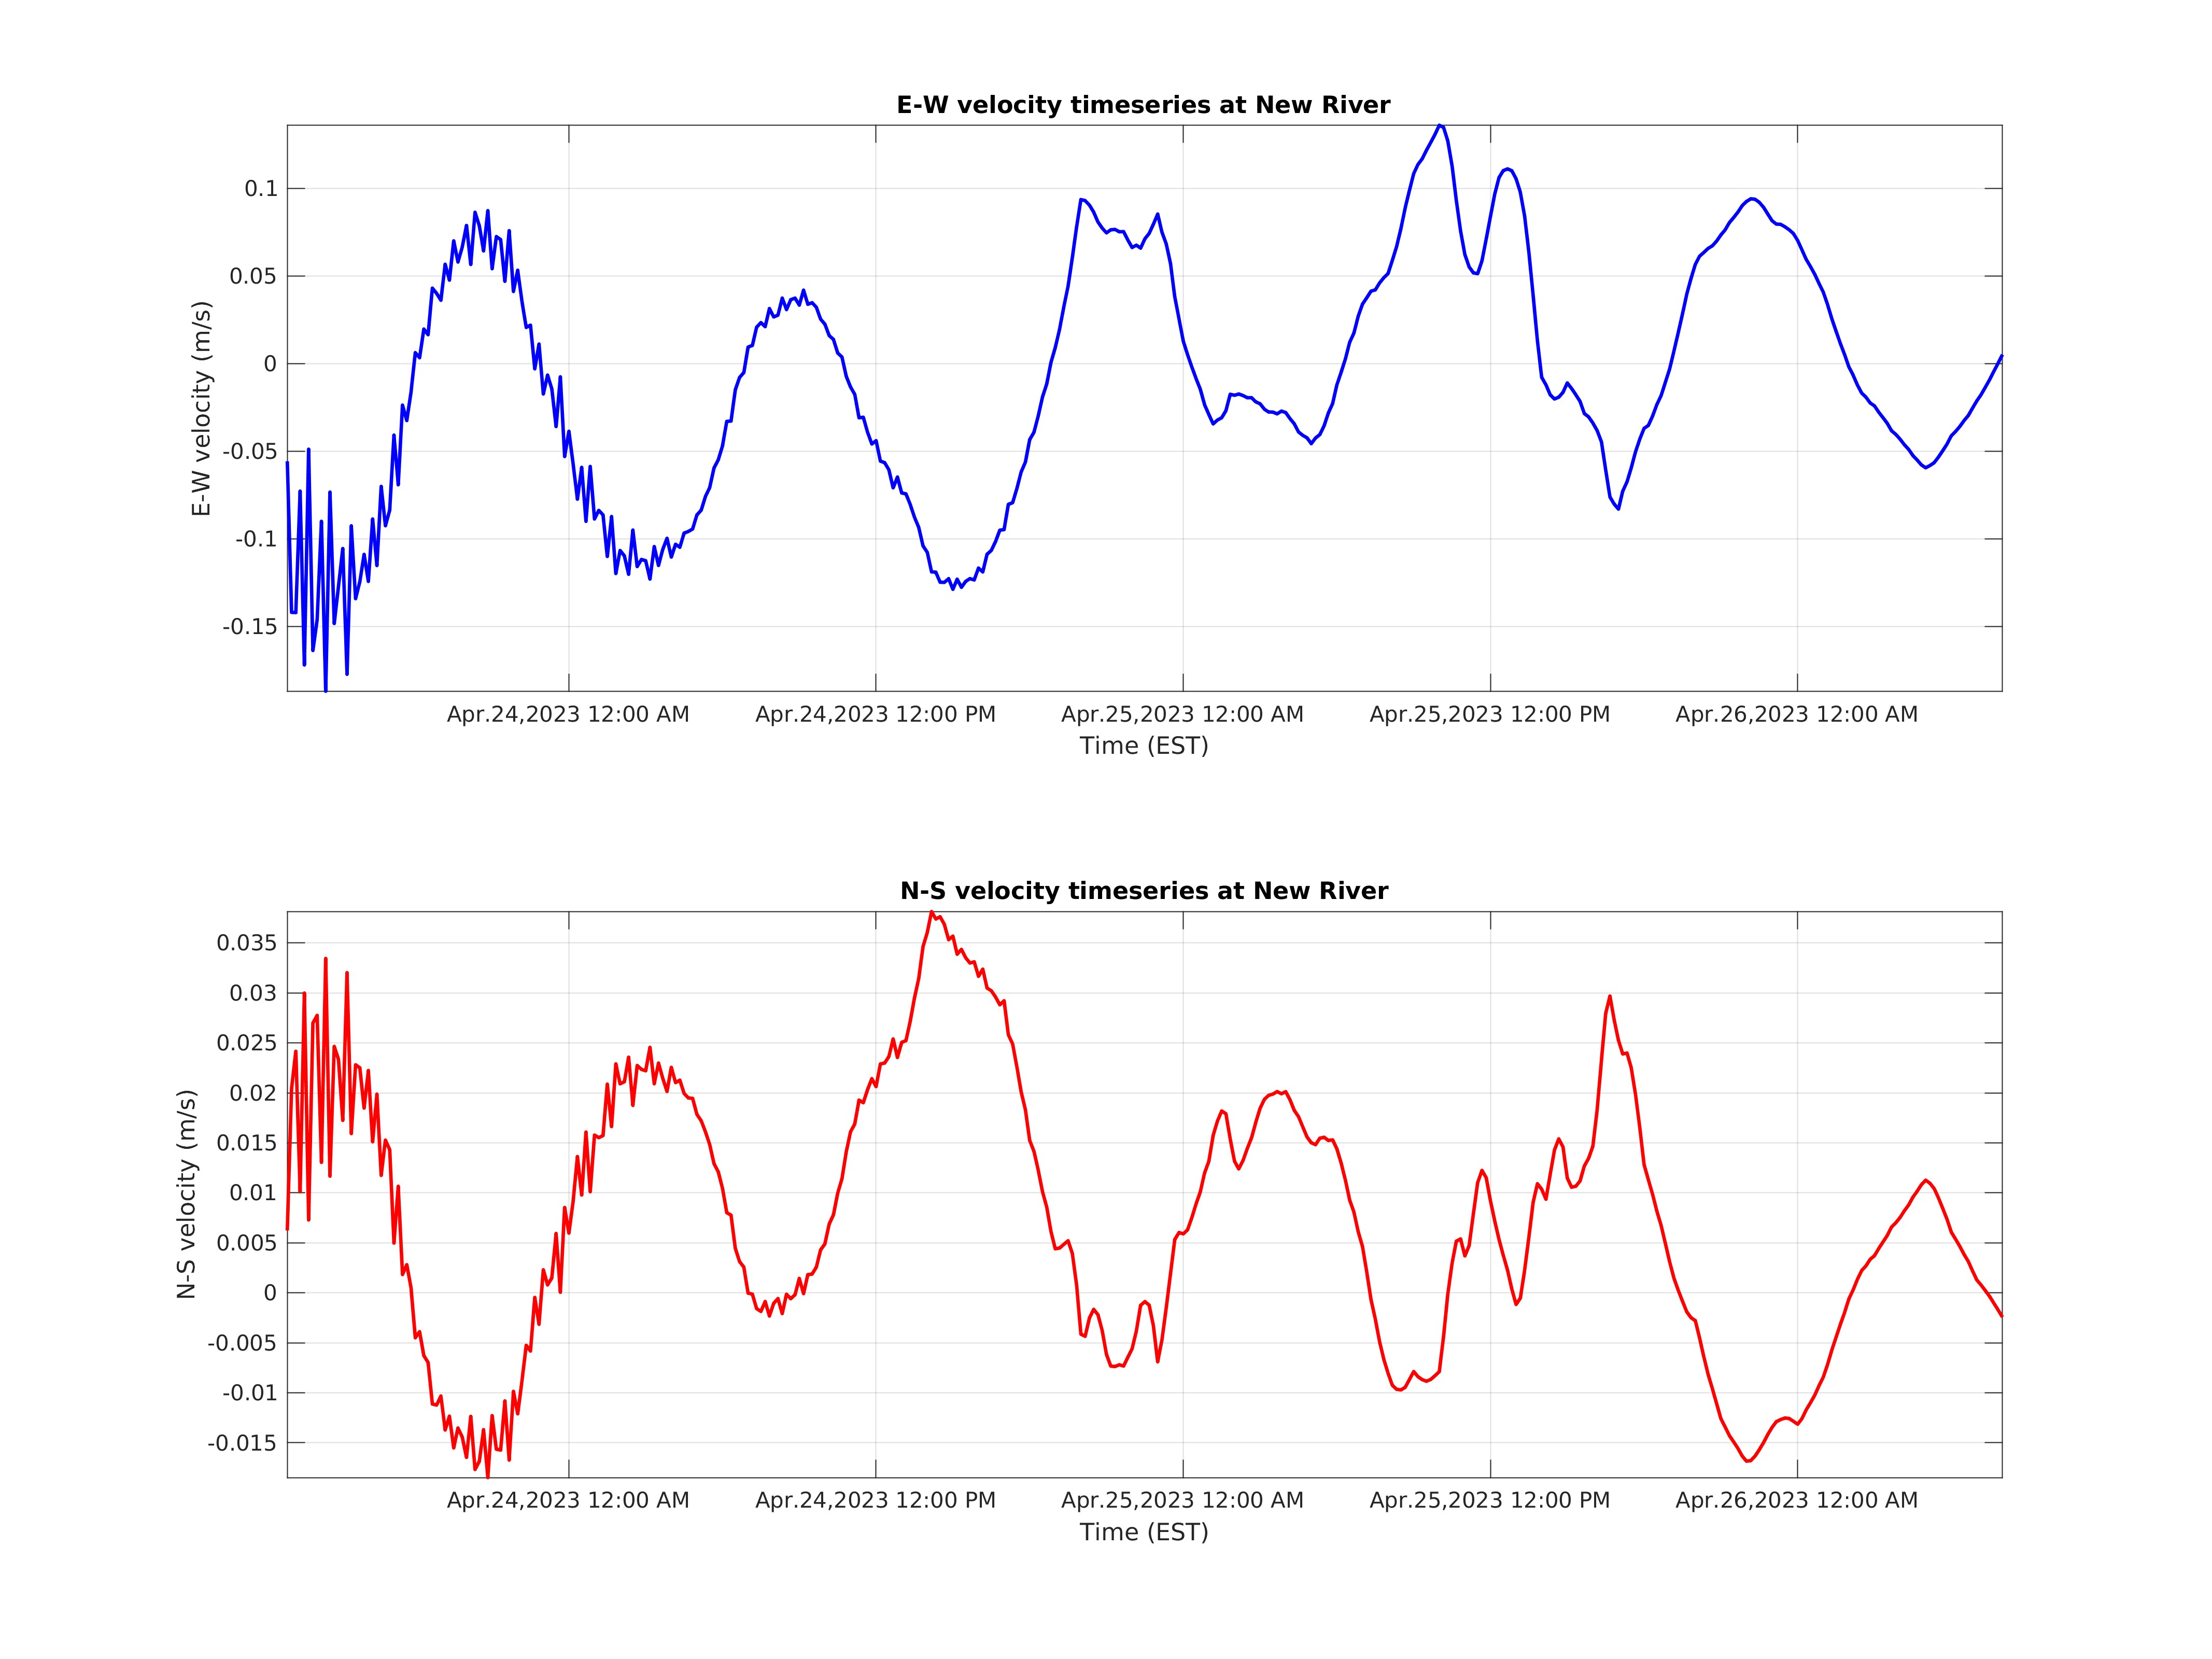 E-W velocity timeseries at New River
E-W velocity (m/s)
0.1
0.05
0
-0.05
-0.1
-0.15
Apr.24,2023 12:00 AM
Apr.24,2023 12:00 PM
Apr.25,2023 12:00 AM
Apr.25,2023 12:00 PM
Apr.26,2023 12:00 AM
Time (EST)
N-S velocity timeseries at New River
N-S velocity (m/s)
0.035
0.03
0.025
0.02
0.015
0.01
0.005
0
-0.005
-0.01
-0.015
Apr.24,2023 12:00 AM
Apr.24,2023 12:00 PM
Apr.25,2023 12:00 AM
Apr.25,2023 12:00 PM
Apr.26,2023 12:00 AM
Time (EST)